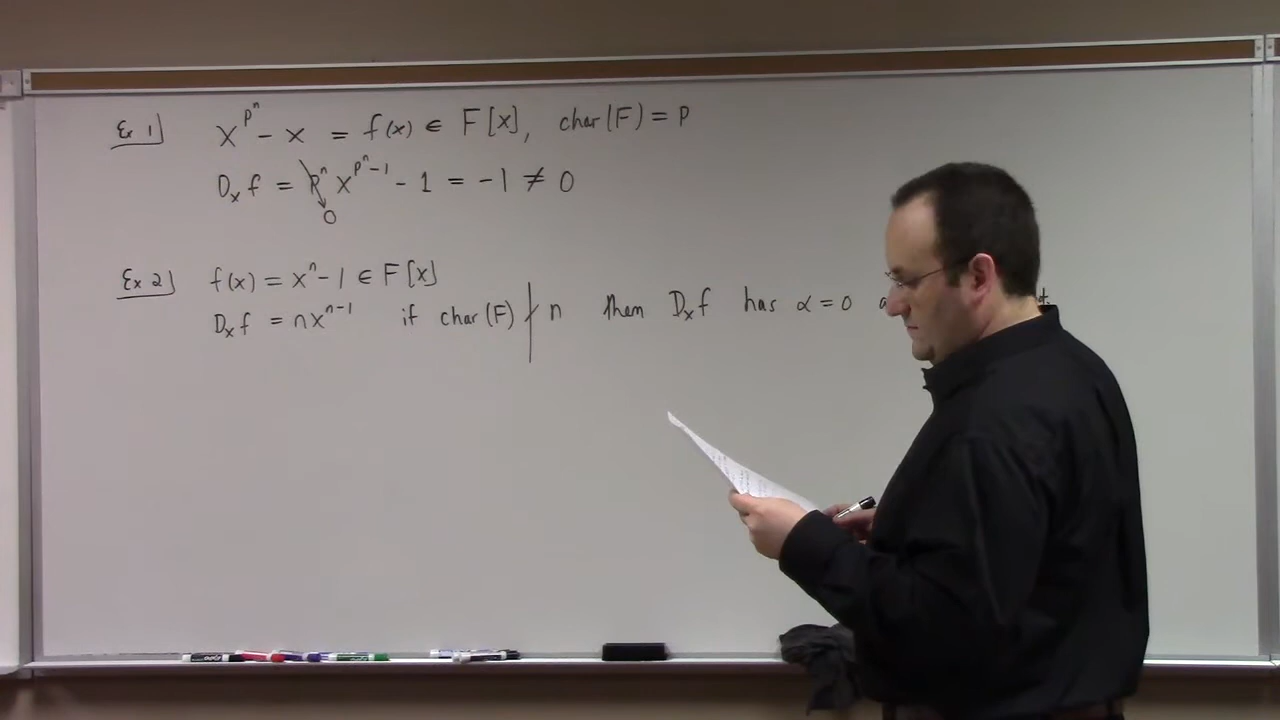 Ex 1] x^{p^n} - x = f(x) ∈ F[x], char(F) = p
D_x f = p^n x^{p^n-1} - 1 = -1 ≠ 0
0
Ex 2] f(x) = x^n - 1 ∈ F[x]
D_x f = nx^{n-1} if char(F) ∤ n then D_x f has α = 0